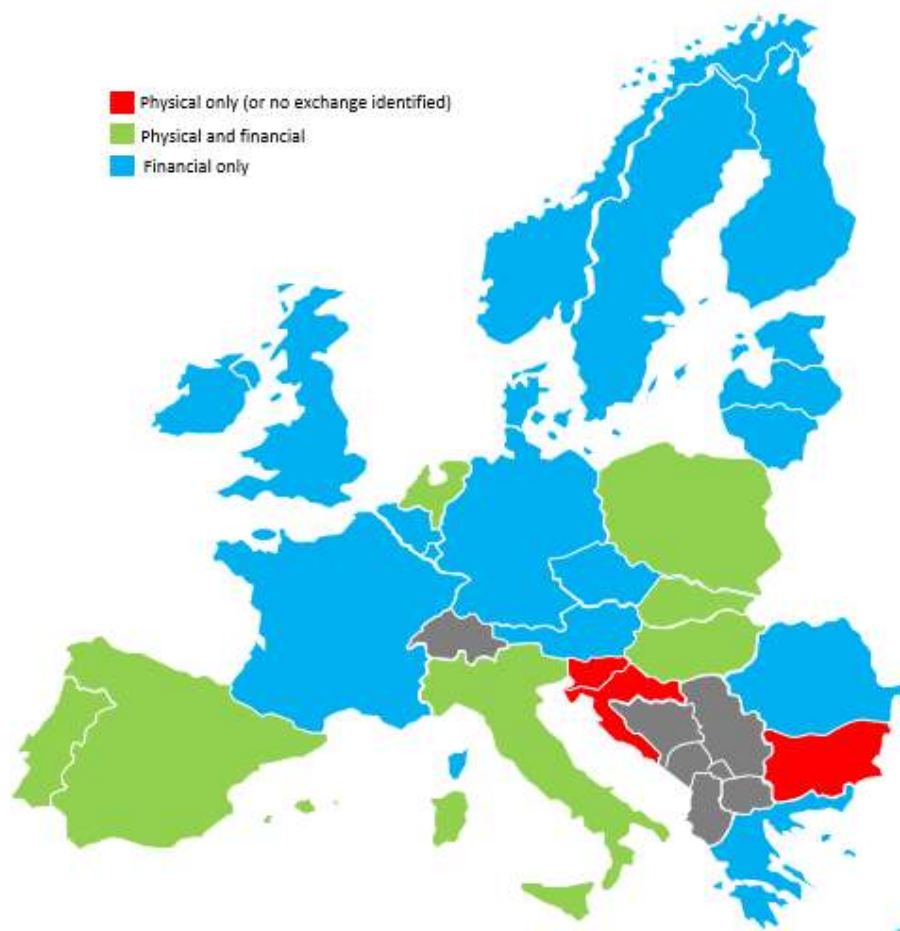 Physical only (or no exchange identified)
Physical and financial
Financial only